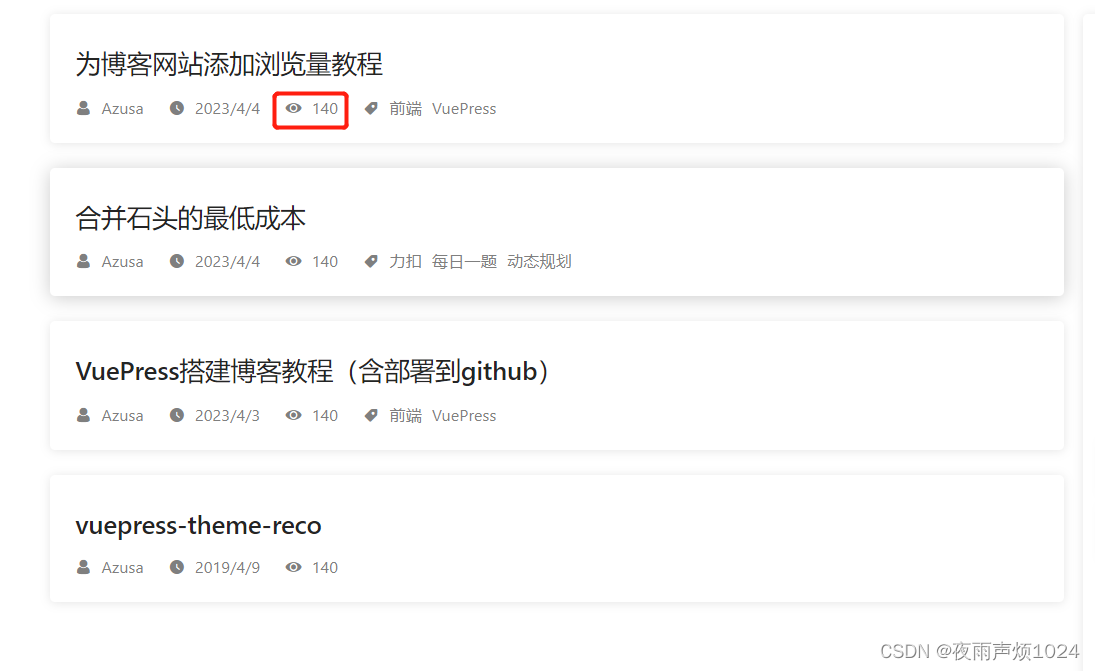 为博客网站添加浏览量教程
Azusa 2023/4/4 140 前端 VuePress
合并石头的最低成本
Azusa 2023/4/4 140 力扣 每日一题 动态规划
VuePress搭建博客教程（含部署到github）
Azusa 2023/4/3 140 前端 VuePress
vuepress-theme-reco
Azusa 2019/4/9 140
CSDN @夜雨声烦1024